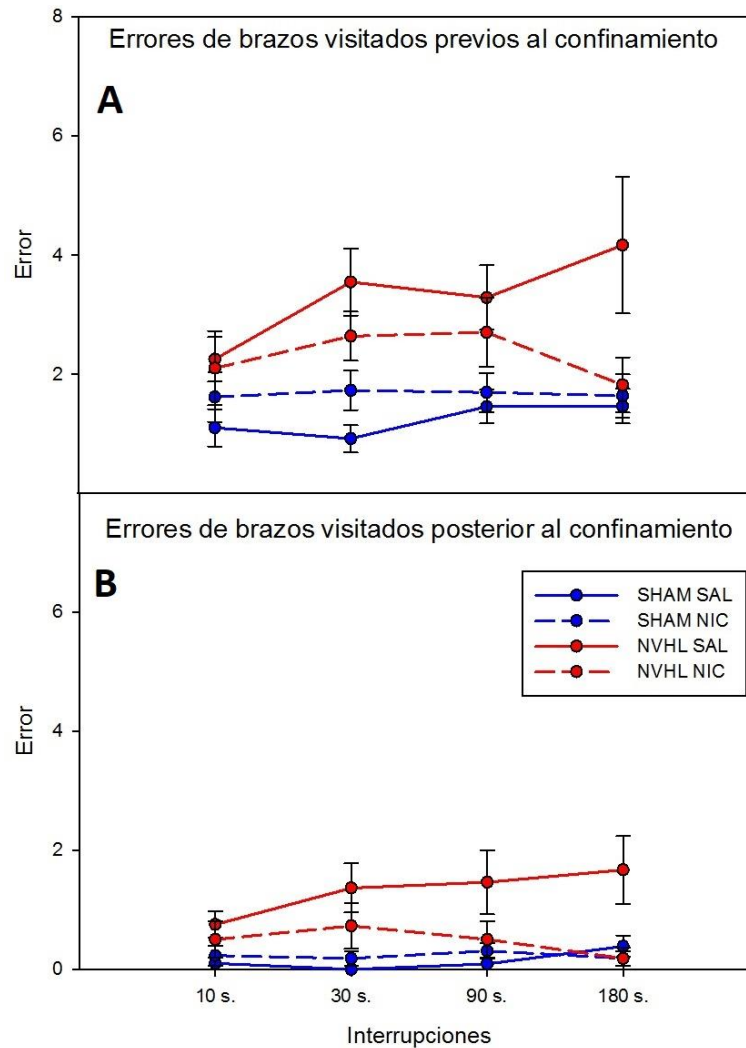 8
Errores de brazos visitados previos al confinamiento
A
6
Error
4
2
Errores de brazos visitados posterior al confinamiento
B
SHAM SAL
SHAM NIC
NVHL SAL
NVHL NIC
6
Error
4
2
0
10 s. 30 s. 90 s. 180 s.
Interrupciones